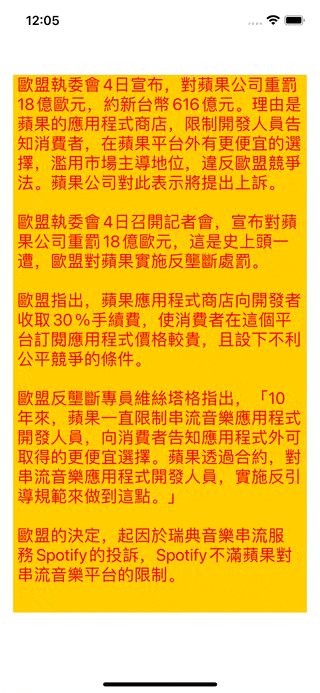 12:05
歐盟執委會4日宣布，對蘋果公司重罰
18億歐元，約新台幣616億元。理由是
蘋果的應用程式商店，限制開發人員告
知消費者，在蘋果平台外有更便宜的選
擇，濫用市場主導地位，違反歐盟競爭
法。蘋果公司對此表示將提出上訴。
歐盟執委會4日召開記者會，宣布對蘋
果公司重罰18億歐元，這是史上頭一
遭，歐盟對蘋果實施反壟斷處罰。
歐盟指出，蘋果應用程式商店向開發者
收取30％手續費，使消費者在這個平
台訂閱應用程式價格較貴，且設下不利
公平競爭的條件。
歐盟反壟斷專員維絲塔格指出，「10
年來，蘋果一直限制串流音樂應用程式
開發人員，向消費者告知應用程式外可
取得的更便宜選擇。蘋果透過合約，對
串流音樂應用程式開發人員，實施反引
導規範來做到這點。」
歐盟的決定，起因於瑞典音樂串流服
務Spotify的投訴，Spotify不滿蘋果對
串流音樂平台的限制。